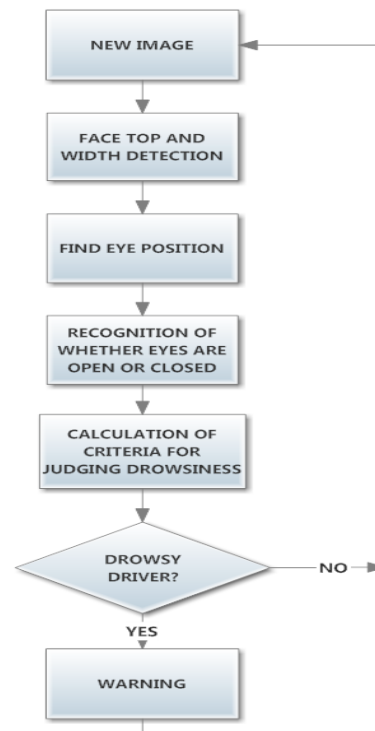 NEW IMAGE
FACE TOP AND
WIDTH DETECTION
FIND EYE POSITION
RECOGNITION OF
WHETHER EYES ARE
OPEN OR CLOSED
CALCULATION OF
CRITERIA FOR
JUDGING DROWSINESS
DROWSY
DRIVER?
NO
YES
WARNING